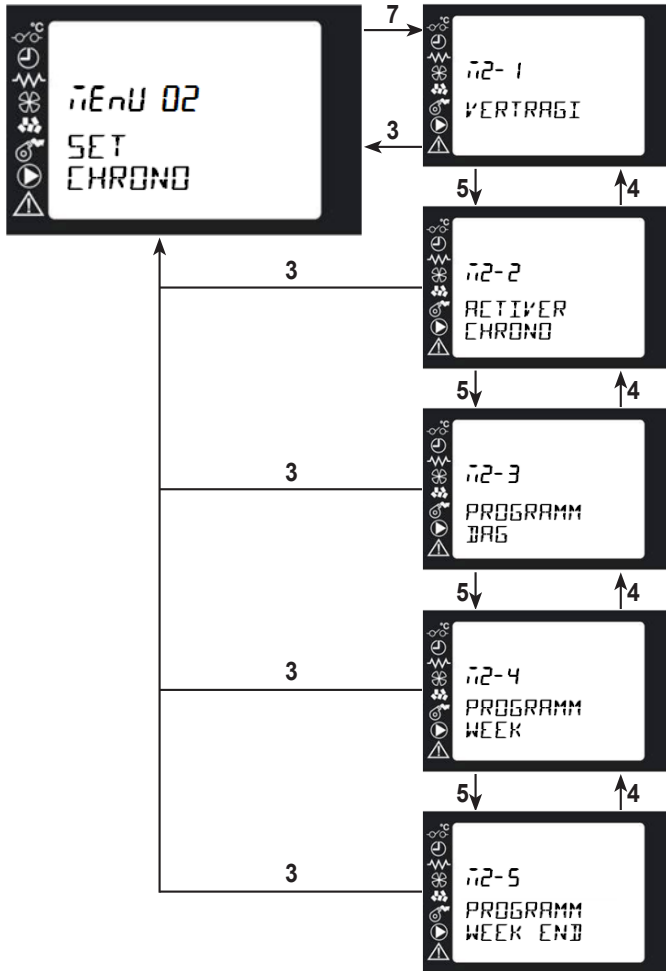 °C
MEnU 02
SET
CHRONO
7
3
°C
M2-1
VERTRAGI
5
4
°C
M2-2
ACTIVER
CHRONO
3
5
4
°C
M2-3
PROGRAMM
DAG
3
5
4
°C
M2-4
PROGRAMM
WEEK
3
5
4
°C
M2-5
PROGRAMM
WEEK END
3